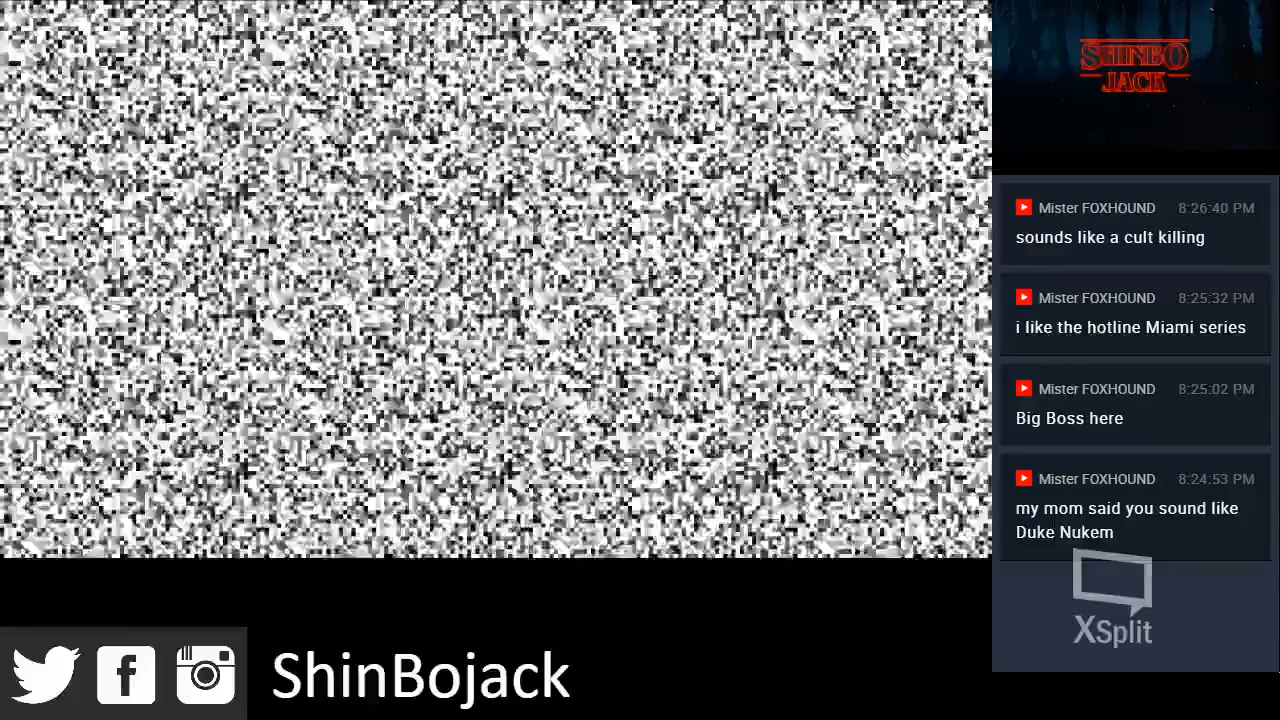 SHINBO
JACK
Mister FOXHOUND 8:26:40 PM
sounds like a cult killing
Mister FOXHOUND 8:25:32 PM
i like the hotline Miami series
Mister FOXHOUND 8:25:02 PM
Big Boss here
Mister FOXHOUND 8:24:53 PM
my mom said you sound like
Duke Nukem
XSplit
ShinBojack